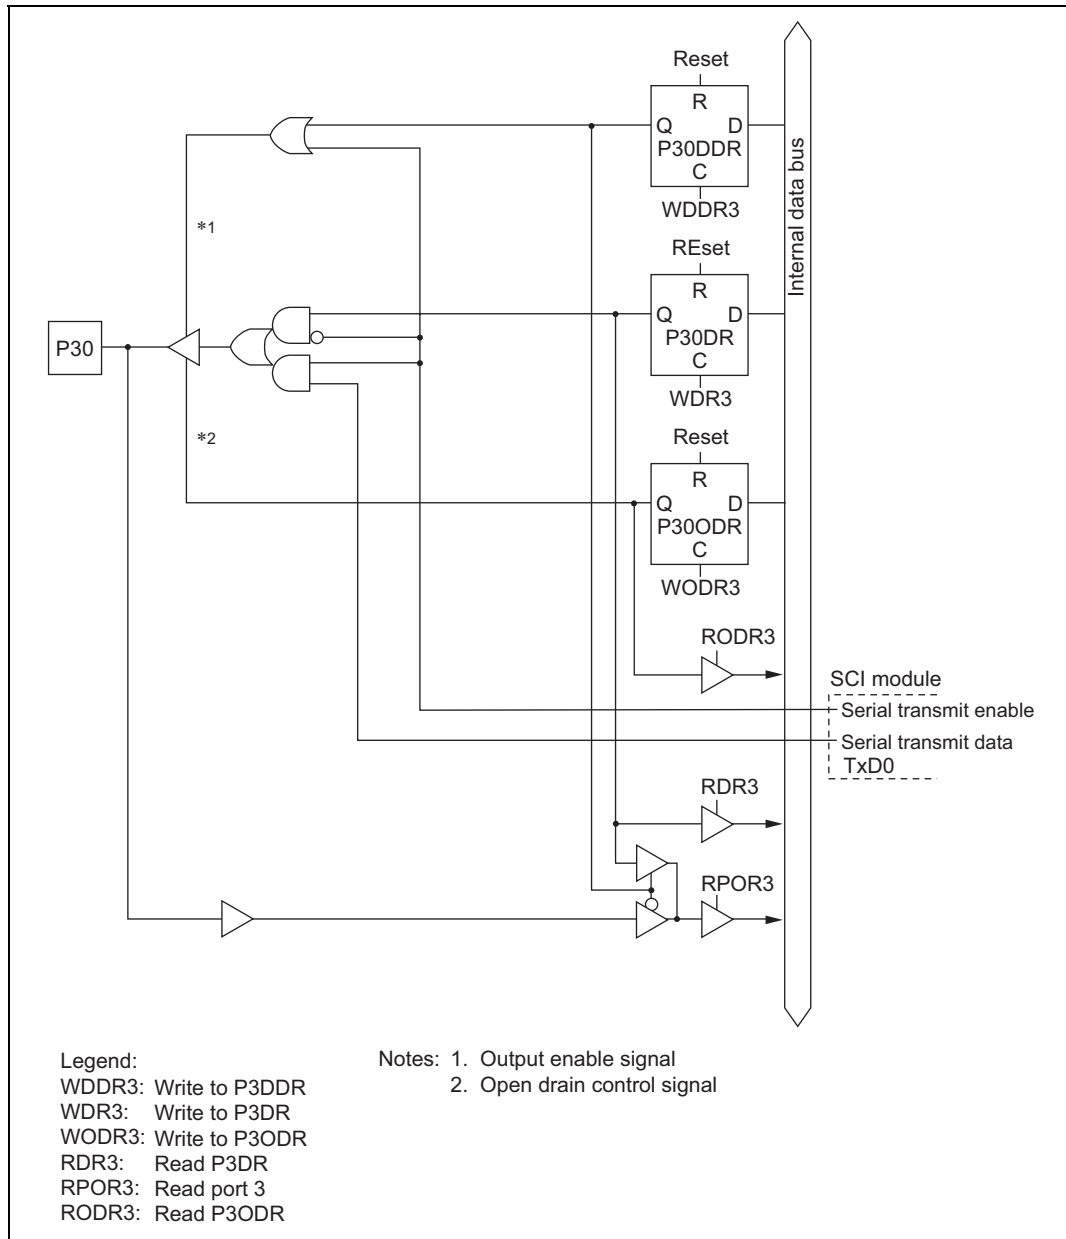 Reset
R
Q D
P30DDR
C
WDDR3
Internal data bus
*1
REset
R
Q D
P30DR
C
WDR3
P30
*2
Reset
R
Q D
P30ODR
C
WODR3
RODR3
SCI module
Serial transmit enable
Serial transmit data
TxD0
RDR3
RPOR3
Legend:
WDDR3: Write to P3DDR
WDR3: Write to P3DR
WODR3: Write to P3ODR
RDR3: Read P3DR
RPOR3: Read port 3
RODR3: Read P3ODR
Notes: 1. Output enable signal
2. Open drain control signal